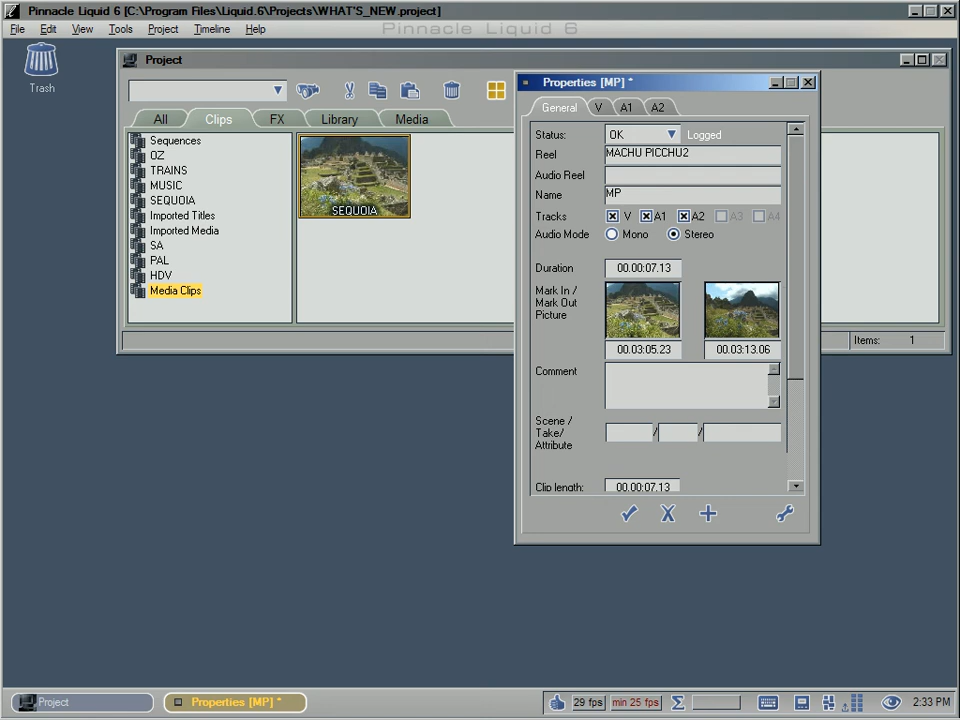 Pinnacle Liquid 6 [C:\Program Files\Liquid.6\Projects\WHAT'S_NEW.project]
File Edit View Tools Project Timeline Help
Pinnacle Liquid 6
Trash
Project
All Clips FX Library Media
Sequences
OZ
TRAINS
MUSIC
SEQUOIA
Imported Titles
Imported Media
SA
PAL
HDV
Media Clips
SEQUOIA
Items: 1
Properties [MP] *
General V A1 A2
Status: OK Logged
Reel MACHU PICCHU2
Audio Reel
Name MP
Tracks V A1 A2 A3 A4
Audio Mode Mono Stereo
Duration 00.00:07.13
Mark In /
Mark Out
Picture
00.03:05.23 00.03:13.06
Comment
Scene /
Take/
Attribute
/ /
Clip length: 00.00:07.13
Project Properties [MP] * 29 fps min 25 fps 2:33 PM